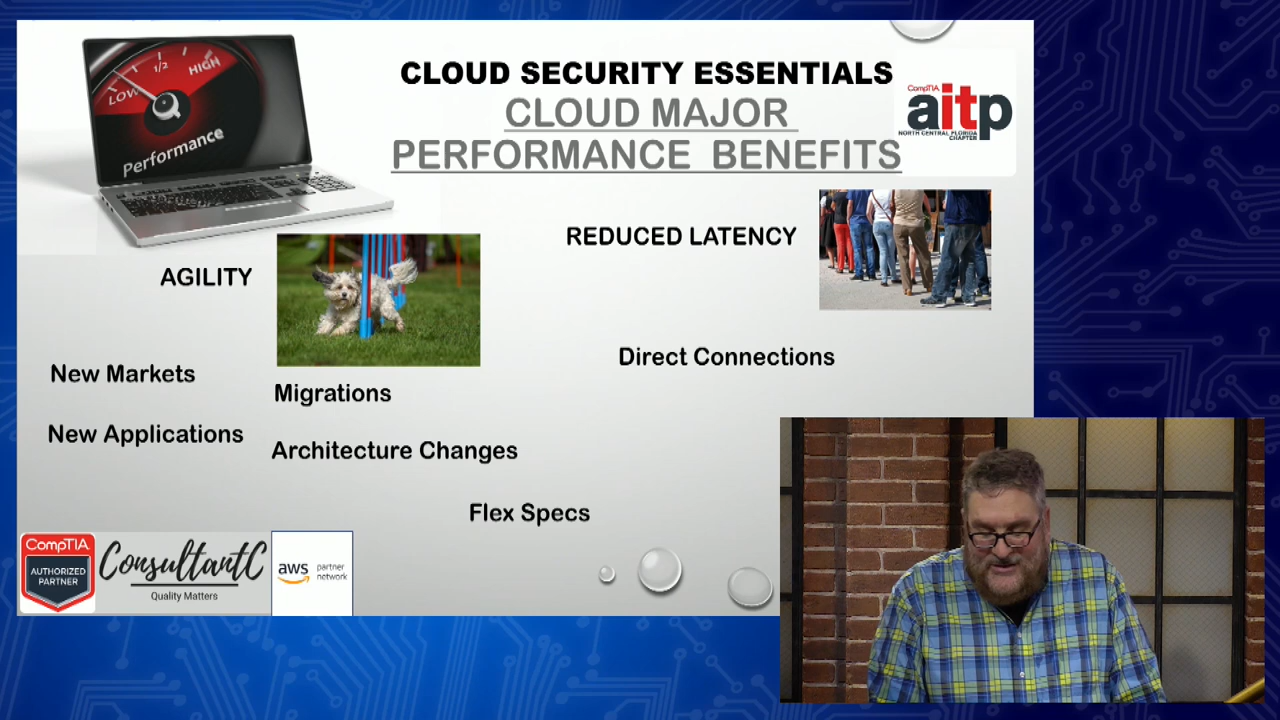 LOW
1/2
HIGH
Performance
CLOUD SECURITY ESSENTIALS
CLOUD MAJOR
PERFORMANCE BENEFITS
CompTIA
aitp
NORTH CENTRAL FLORIDA
CHAPTER
REDUCED LATENCY
AGILITY
Direct Connections
New Markets
Migrations
New Applications
Architecture Changes
Flex Specs
CompTIA
AUTHORIZED
PARTNER
ConsultantC
Quality Matters
aws
partner
network